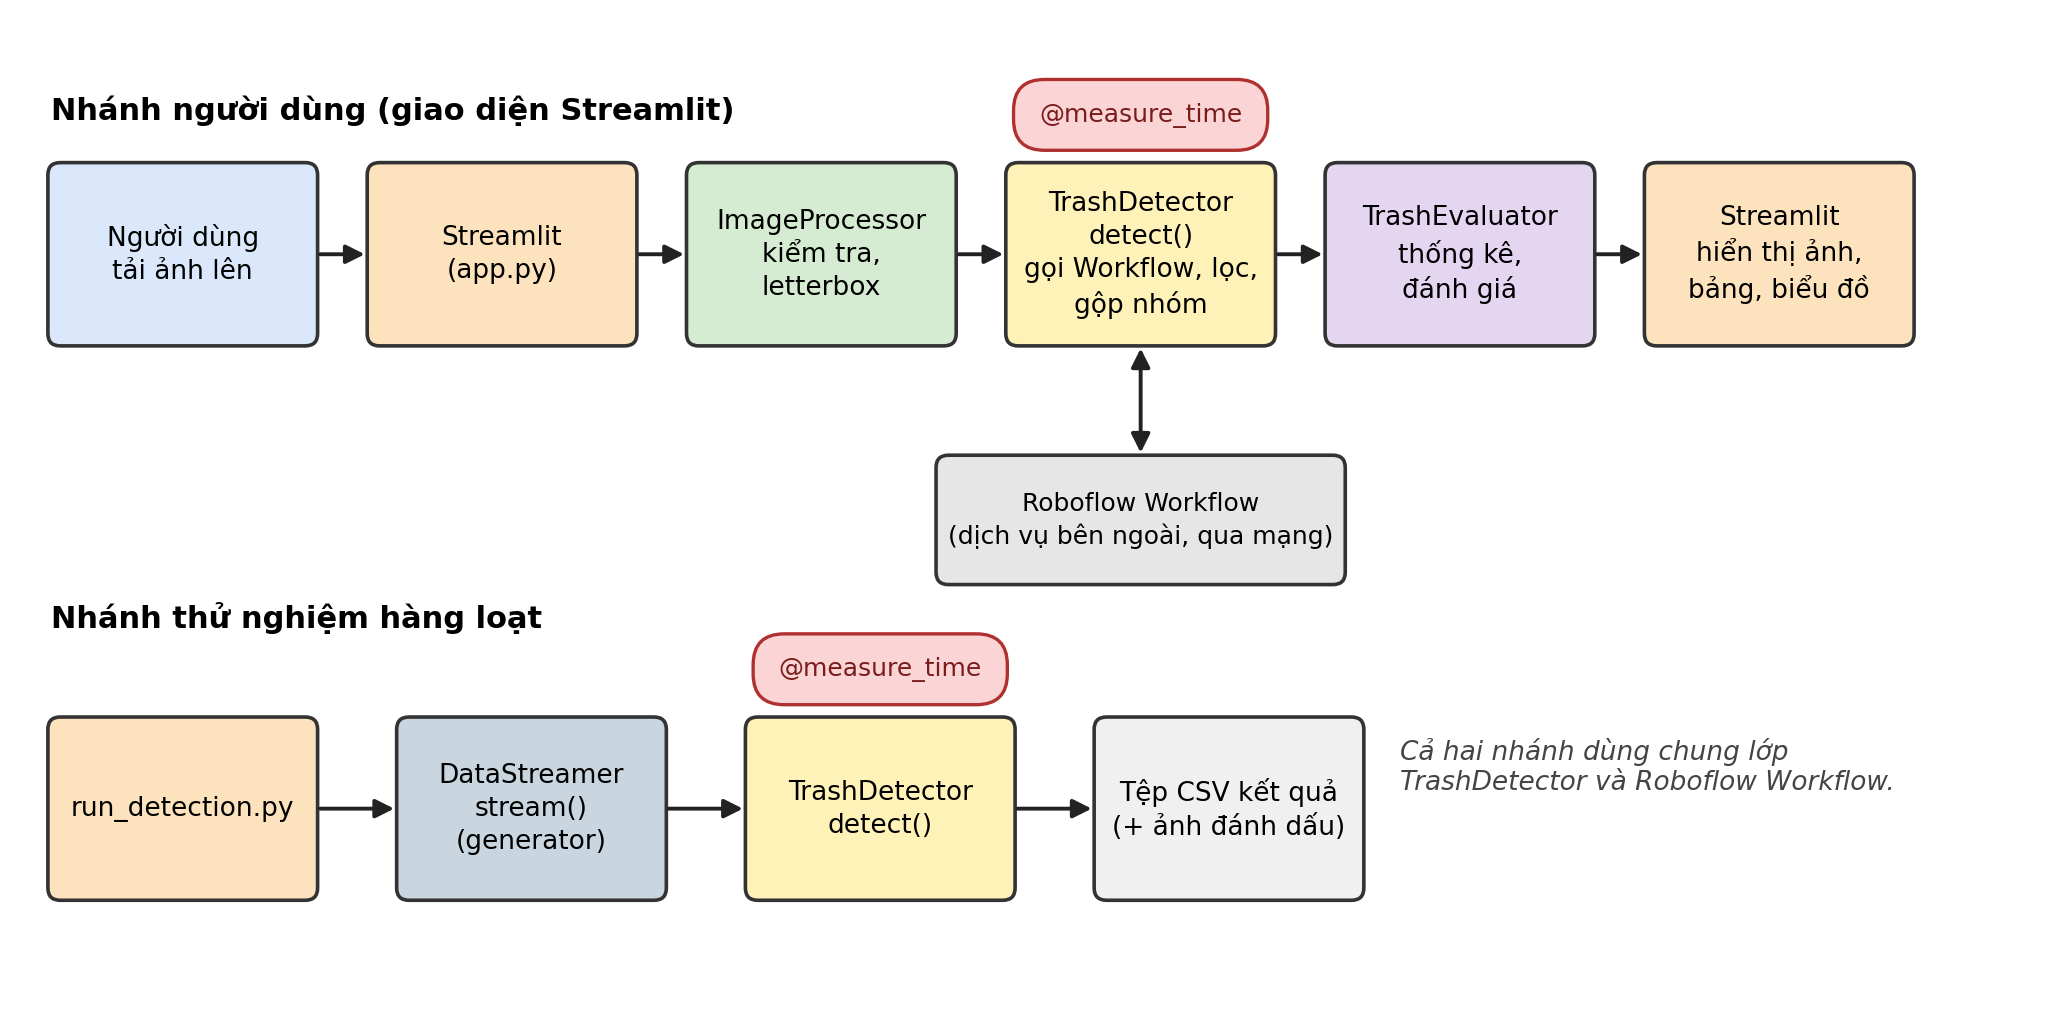 Nhánh người dùng (giao diện Streamlit)
@measure_time
Người dùng
tải ảnh lên
Streamlit
(app.py)
ImageProcessor
kiểm tra,
letterbox
TrashDetector
detect()
gọi Workflow, lọc,
gộp nhóm
TrashEvaluator
thống kê,
đánh giá
Streamlit
hiển thị ảnh,
bảng, biểu đồ
Roboflow Workflow
(dịch vụ bên ngoài, qua mạng)
Nhánh thử nghiệm hàng loạt
@measure_time
run_detection.py
DataStreamer
stream()
(generator)
TrashDetector
detect()
Tệp CSV kết quả
(+ ảnh đánh dấu)
Cả hai nhánh dùng chung lớp
TrashDetector và Roboflow Workflow.